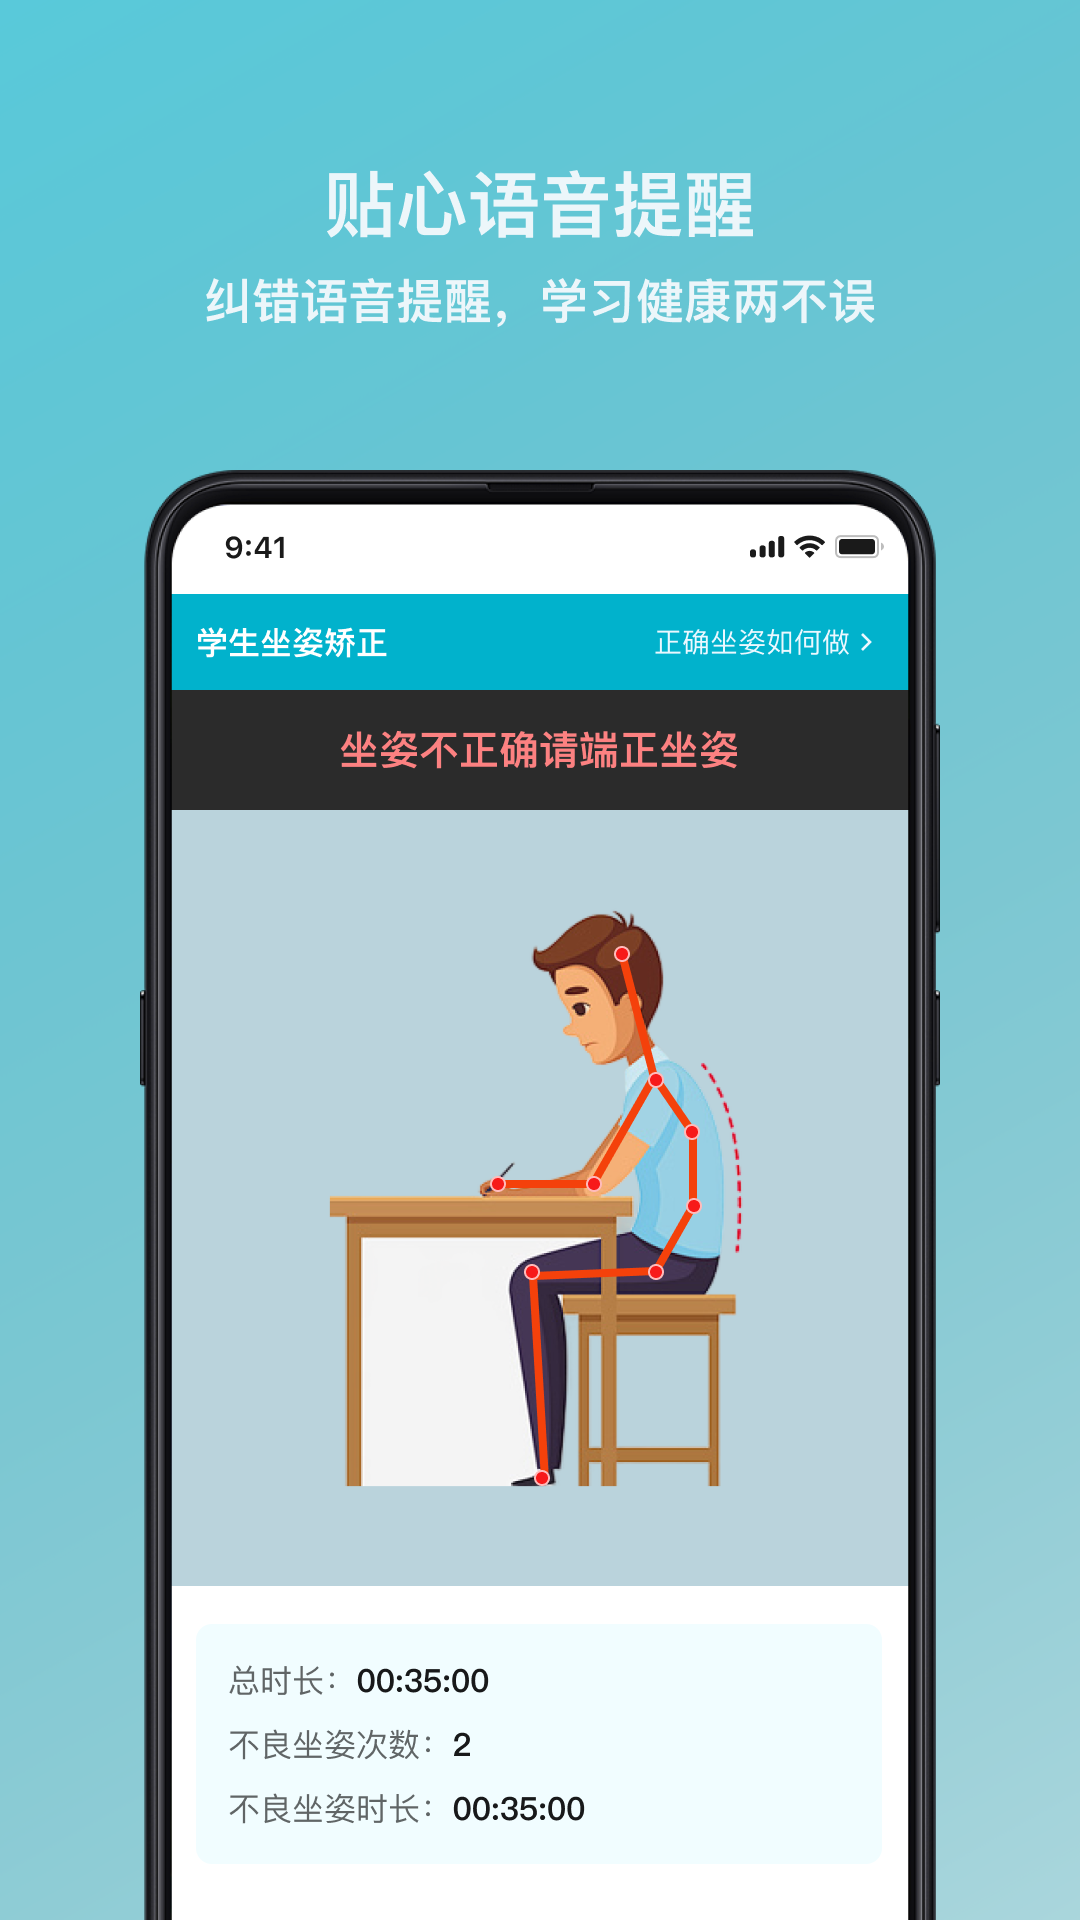 贴心语音提醒
纠错语音提醒，学习健康两不误
9:41
学生坐姿矫正
正确坐姿如何做
坐姿不正确请端正坐姿
总时长：00:35:00
不良坐姿次数：2
不良坐姿时长：00:35:00